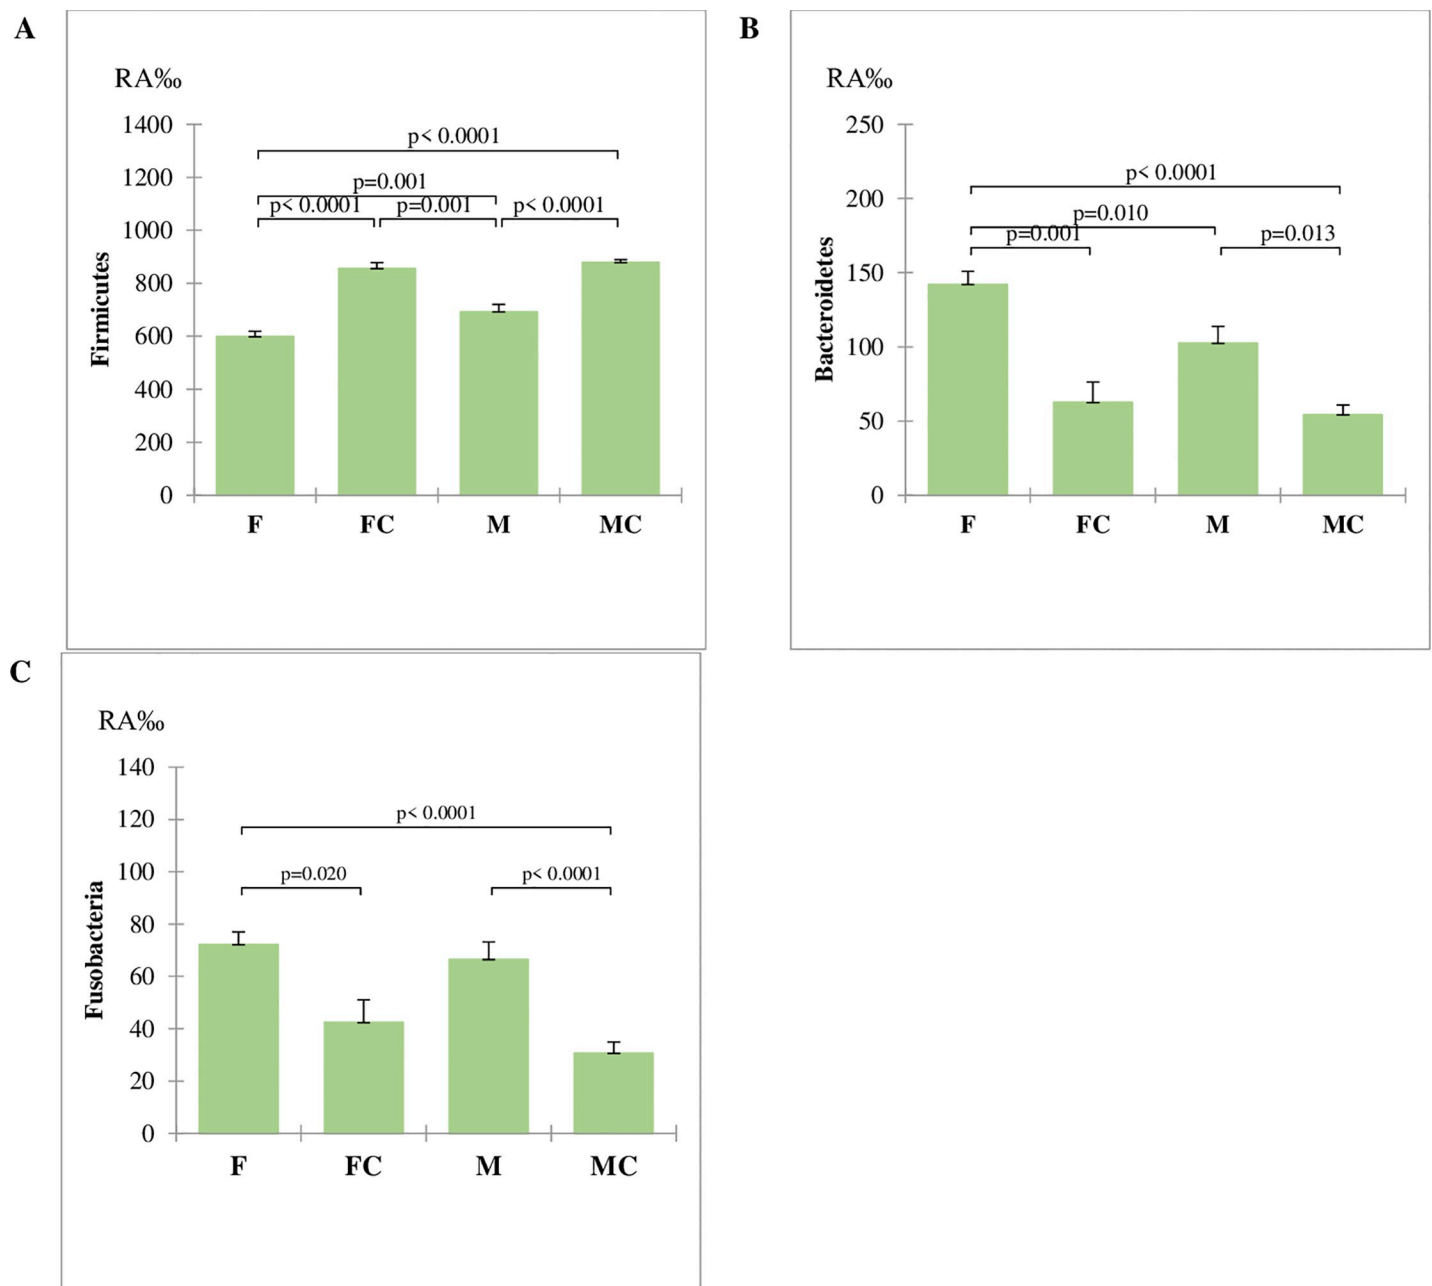 A
RA‰
1400
1200
1000
800
600
400
200
0
Firmicutes
p< 0.0001
p=0.001
p< 0.0001 p=0.001 p< 0.0001
F FC M MC
B
RA‰
250
200
150
100
50
0
Bacteroidetes
p< 0.0001
p=0.010
p=0.001 p=0.013
F FC M MC
C
RA‰
140
120
100
80
60
40
20
0
Fusobacteria
p< 0.0001
p=0.020 p< 0.0001
F FC M MC